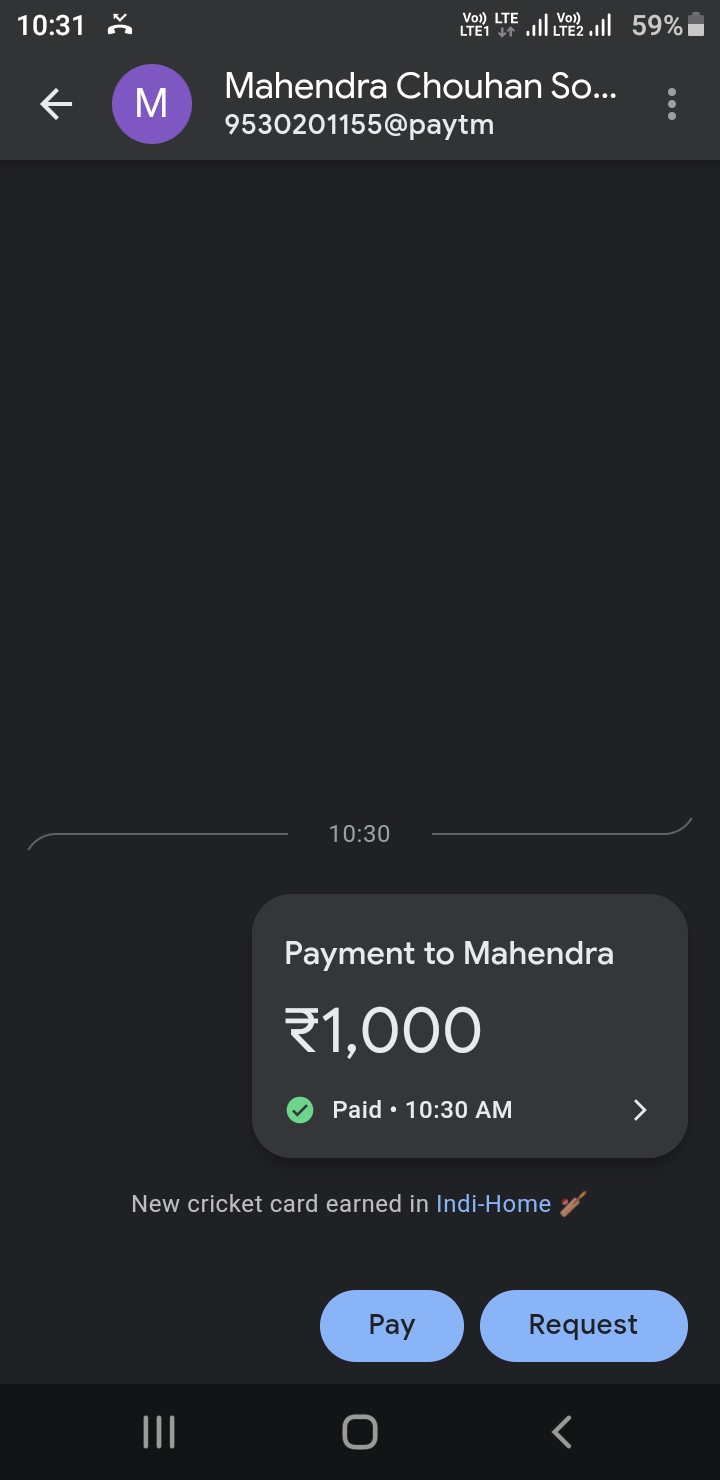 10:31
Vo)) LTE
LTE1
Vo))
LTE2
59%
M
Mahendra Chouhan So...
9530201155@paytm
10:30
Payment to Mahendra
₹1,000
Paid • 10:30 AM
New cricket card earned in Indi-Home 🏏
Pay
Request